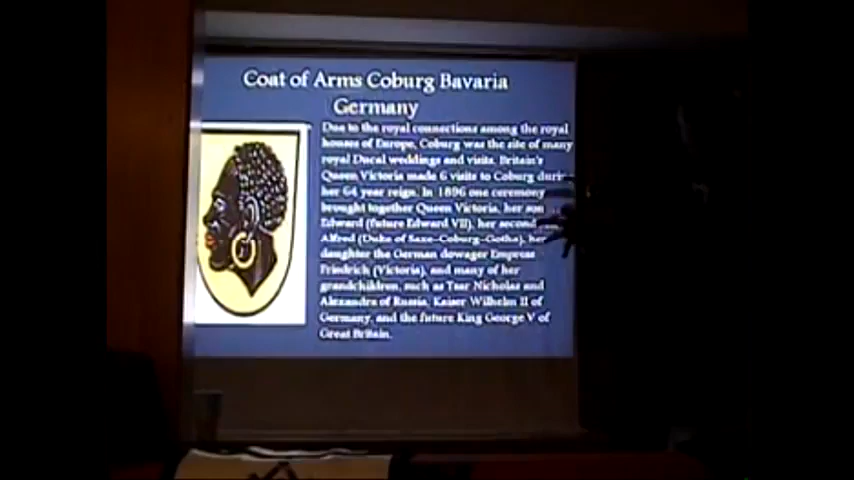 Coat of Arms Coburg Bavaria
Germany
Due to the royal connections among the royal
houses of Europe, Coburg was the site of many
royal Ducal weddings and visits. Britain's
Queen Victoria made 6 visits to Coburg
her 64 year reign. In 1896 one ceremony
brought together Queen Victoria, her son
Edward (future Edward VII), her second
Alfred (Duke of Saxe-Coburg-Gotha), her
daughter the German dowager Empress
Friedrich (Victoria), and many of her
grandchildren, such as Tsar Nicholas and
Alexandra of Russia, Kaiser Wilhelm II of
Germany, and the future King George V of
Great Britain.